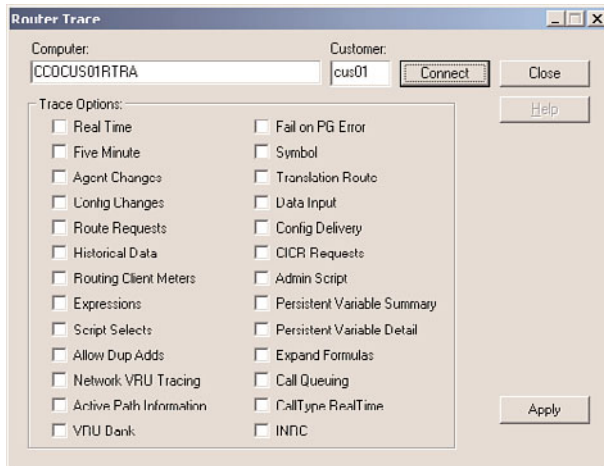 Router Trace
Computer:
Customer:
CCOCUS01RTRA
cus01
Connect
Close
Help
Trace Options:
Real Time
Fail on PG Error
Five Minute
Symbol
Agent Changes
Translation Route
Config Changes
Data Input
Route Requests
Config Delivery
Historical Data
CICR Requests
Routing Client Meters
Admin Script
Expressions
Persistent Variable Summary
Script Selects
Persistent Variable Detail
Allow Dup Adds
Expand Formulas
Network VRU Tracing
Call Queuing
Active Path Information
CallType RealTime
VRU Bank
INRC
Apply